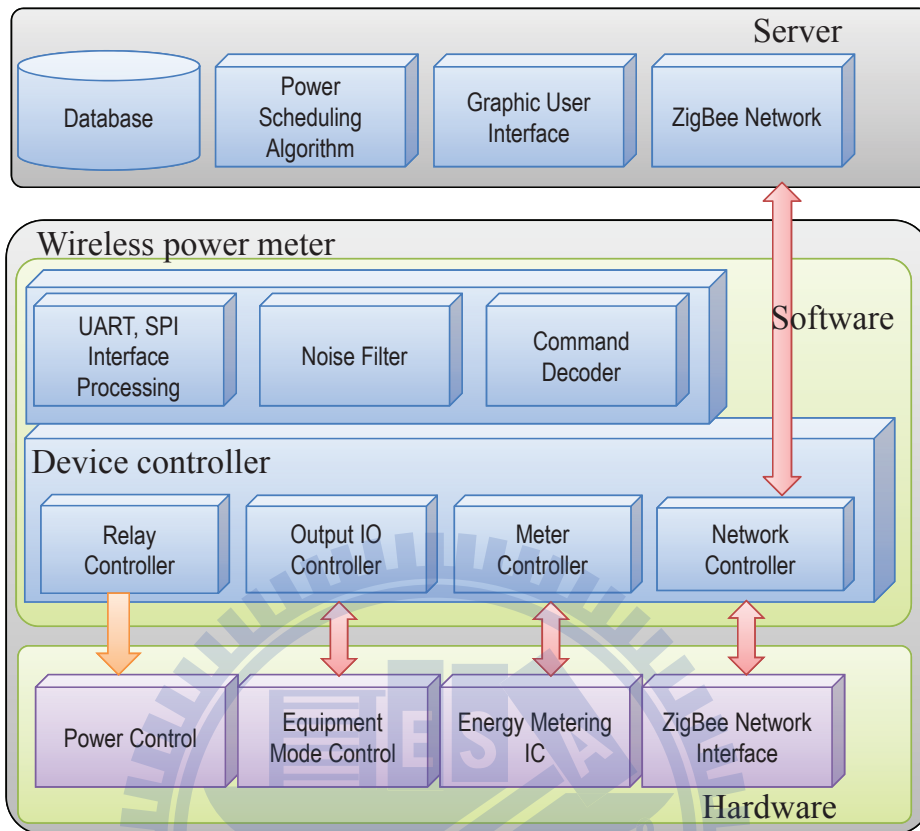 Server
Database
Power
Scheduling
Algorithm
Graphic User
Interface
ZigBee Network
Wireless power meter
Software
UART, SPI
Interface
Processing
Noise Filter
Command
Decoder
Device controller
Relay
Controller
Output IO
Controller
Meter
Controller
Network
Controller
Power Control
Equipment
Mode Control
Energy Metering
IC
ZigBee Network
Interface
Hardware
ESA